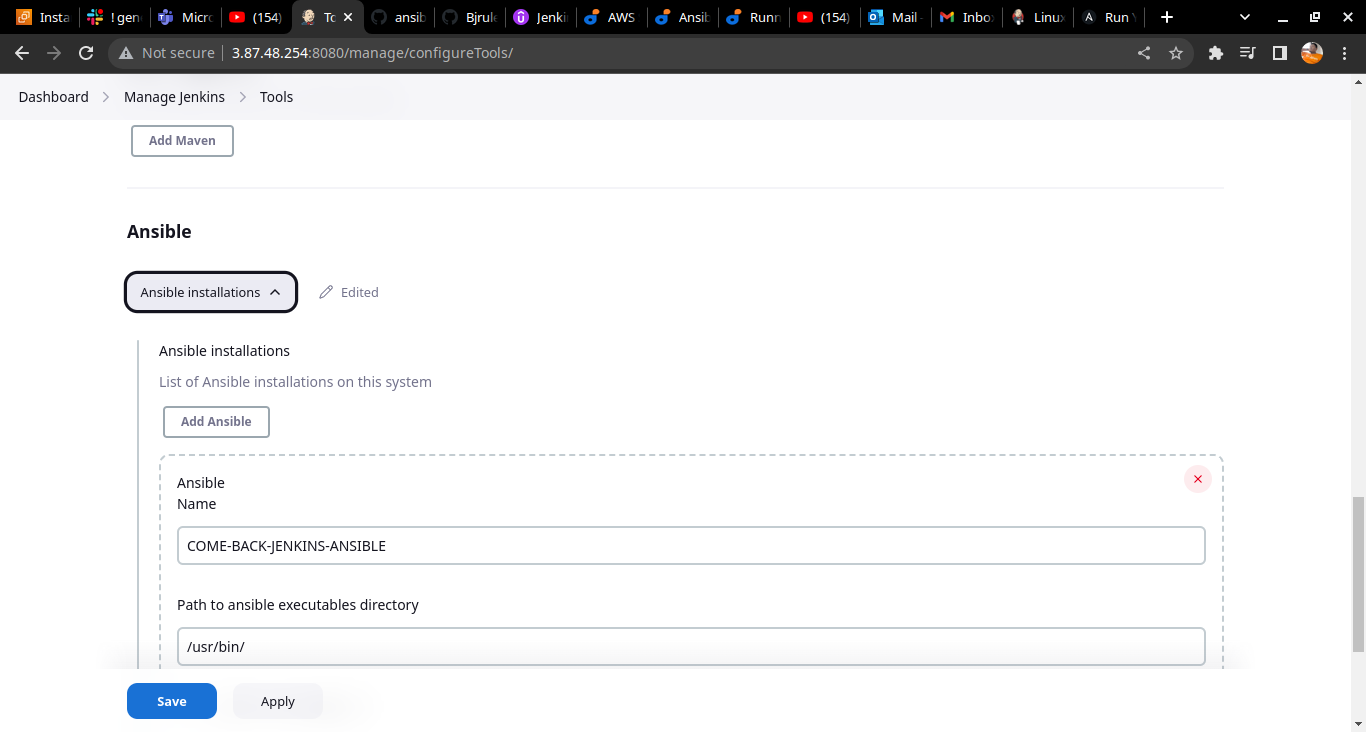 Insta
! gen
Micro
(154)
To
ansib
Bjrule
Jenki
AWS
Ansib
Runn
(154)
Mail -
Inbo
Linux
A
Run
Not secure 3.87.48.254:8080/manage/configureTools/
Dashboard > Manage Jenkins > Tools
Add Maven
Ansible
Ansible installations
Edited
Ansible installations
List of Ansible installations on this system
Add Ansible
Ansible
Name
COME-BACK-JENKINS-ANSIBLE
Path to ansible executables directory
/usr/bin/
Save
Apply